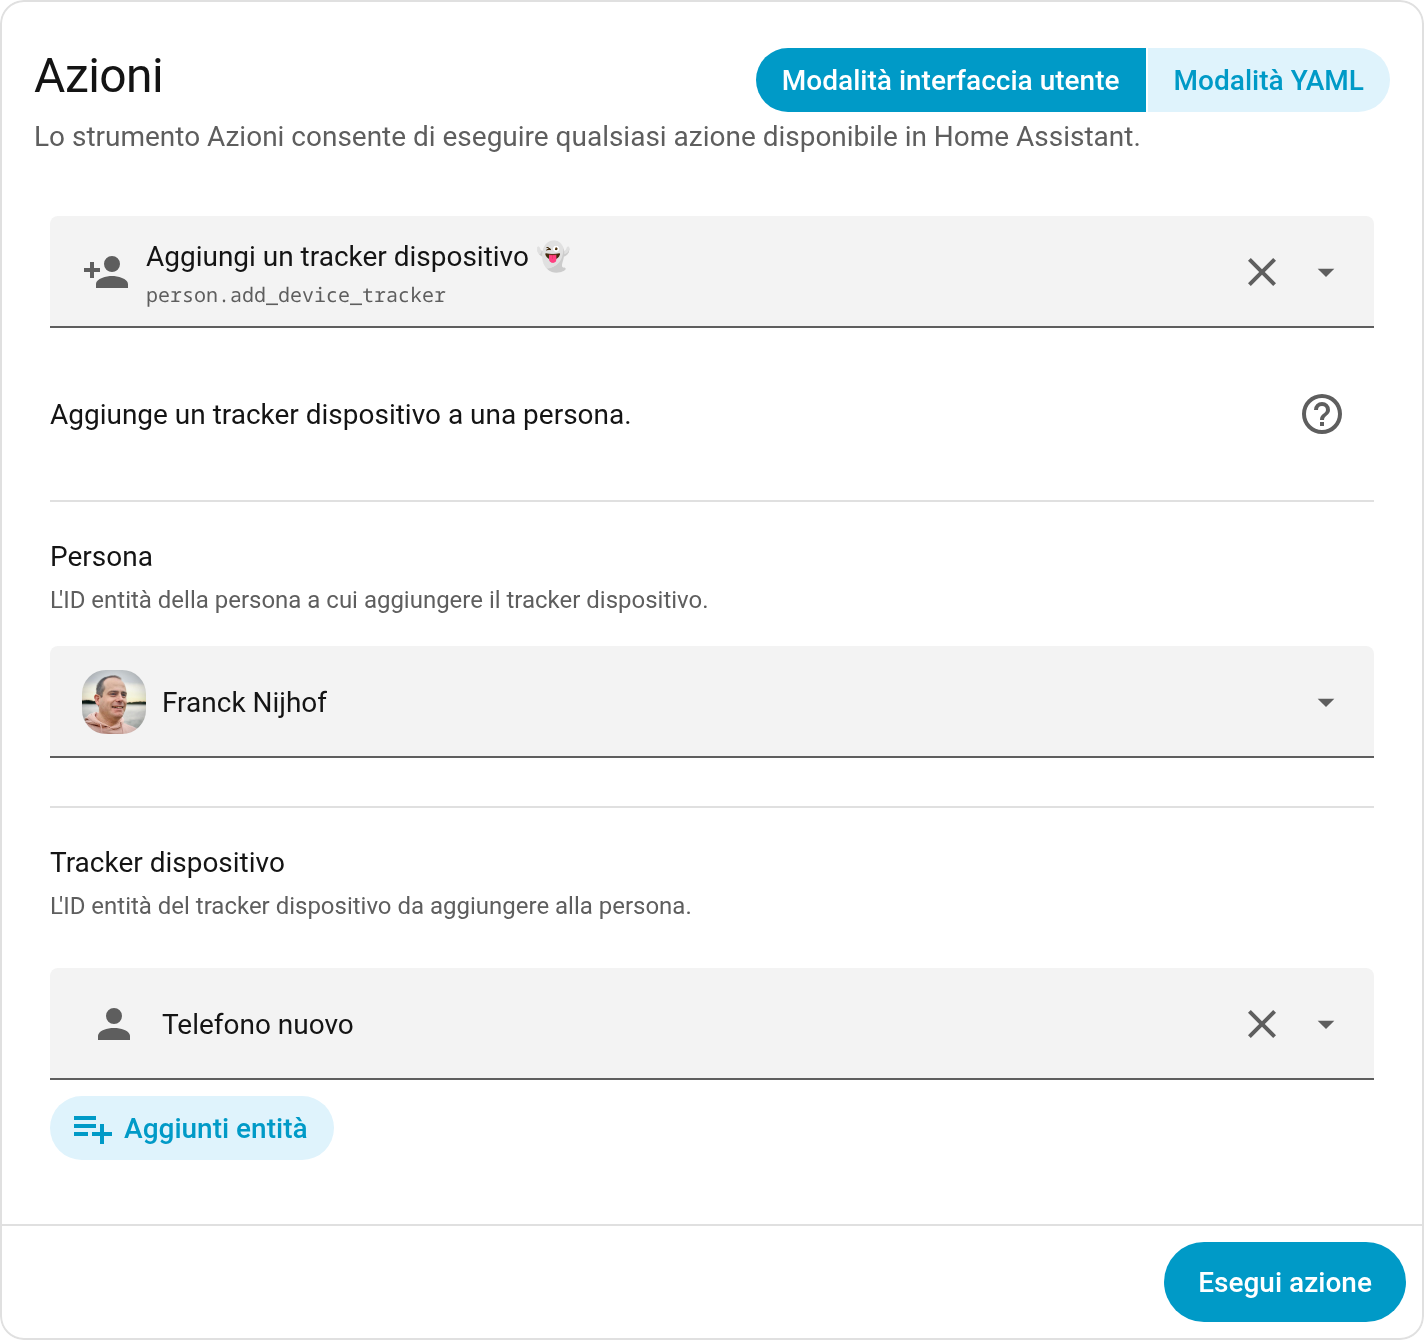 Azioni
Modalità interfaccia utente
Modalità YAML
Lo strumento Azioni consente di eseguire qualsiasi azione disponibile in Home Assistant.
Aggiungi un tracker dispositivo 👻
person.add_device_tracker
Aggiunge un tracker dispositivo a una persona.
Persona
L'ID entità della persona a cui aggiungere il tracker dispositivo.
Franck Nijhof
Tracker dispositivo
L'ID entità del tracker dispositivo da aggiungere alla persona.
Telefono nuovo
Aggiunti entità
Esegui azione